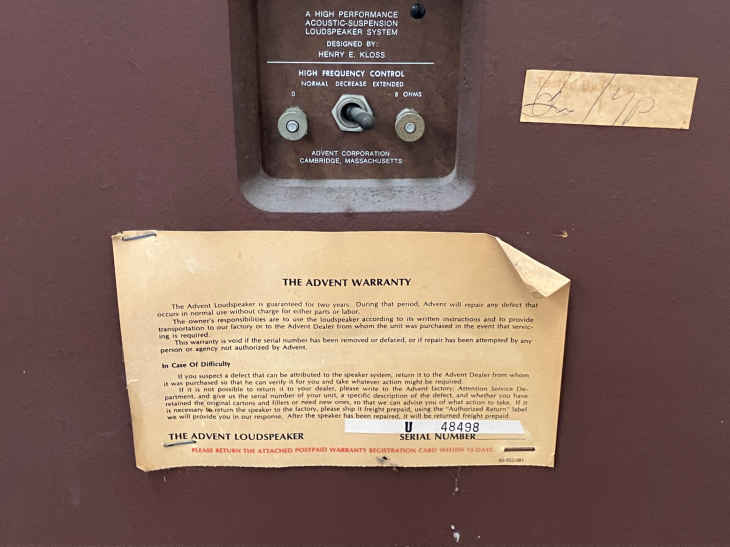 A HIGH PERFORMANCE
ACOUSTIC-SUSPENSION
LOUDSPEAKER SYSTEM
DESIGNED BY:
HENRY E. KLOSS
HIGH FREQUENCY CONTROL
NORMAL DECREASE EXTENDED
0 8 OHMS
ADVENT CORPORATION
CAMBRIDGE, MASSACHUSETTS
THE ADVENT WARRANTY
The Advent Loudspeaker is guaranteed for two years. During that period, Advent will repair any defect that
occurs in normal use without charge for either parts or labor.
The owner's responsibilities are to use the loudspeaker according to its written instructions and to provide
transportation to our factory or to the Advent Dealer from whom the unit was purchased in the event that servic-
ing is required.
This warranty is void if the serial number has been removed or defaced, or if repair has been attempted by any
person or agency not authorized by Advent.
In Case Of Difficulty
If you suspect a defect that can be attributed to the speaker system, return it to the Advent Dealer from whom
it was purchased so that he can verify it for you and take whatever action might be required.
If it is not possible to return it to your dealer, please write to the Advent factory, Attention Service De-
partment, and give us the serial number of your unit, a specific description of the defect, and whether you have
retained the original cartons and fillers or need new ones, so that we can advise you of what action to take. If it
is necessary to return the speaker to the factory, please ship it freight prepaid, using the "Authorized Return" label
we will provide you in our response. After the speaker has been repaired, it will be returned freight prepaid.
U 48498
THE ADVENT LOUDSPEAKER SERIAL NUMBER
PLEASE RETURN THE ATTACHED POSTPAID WARRANTY REGISTRATION CARD WITHIN DAYS